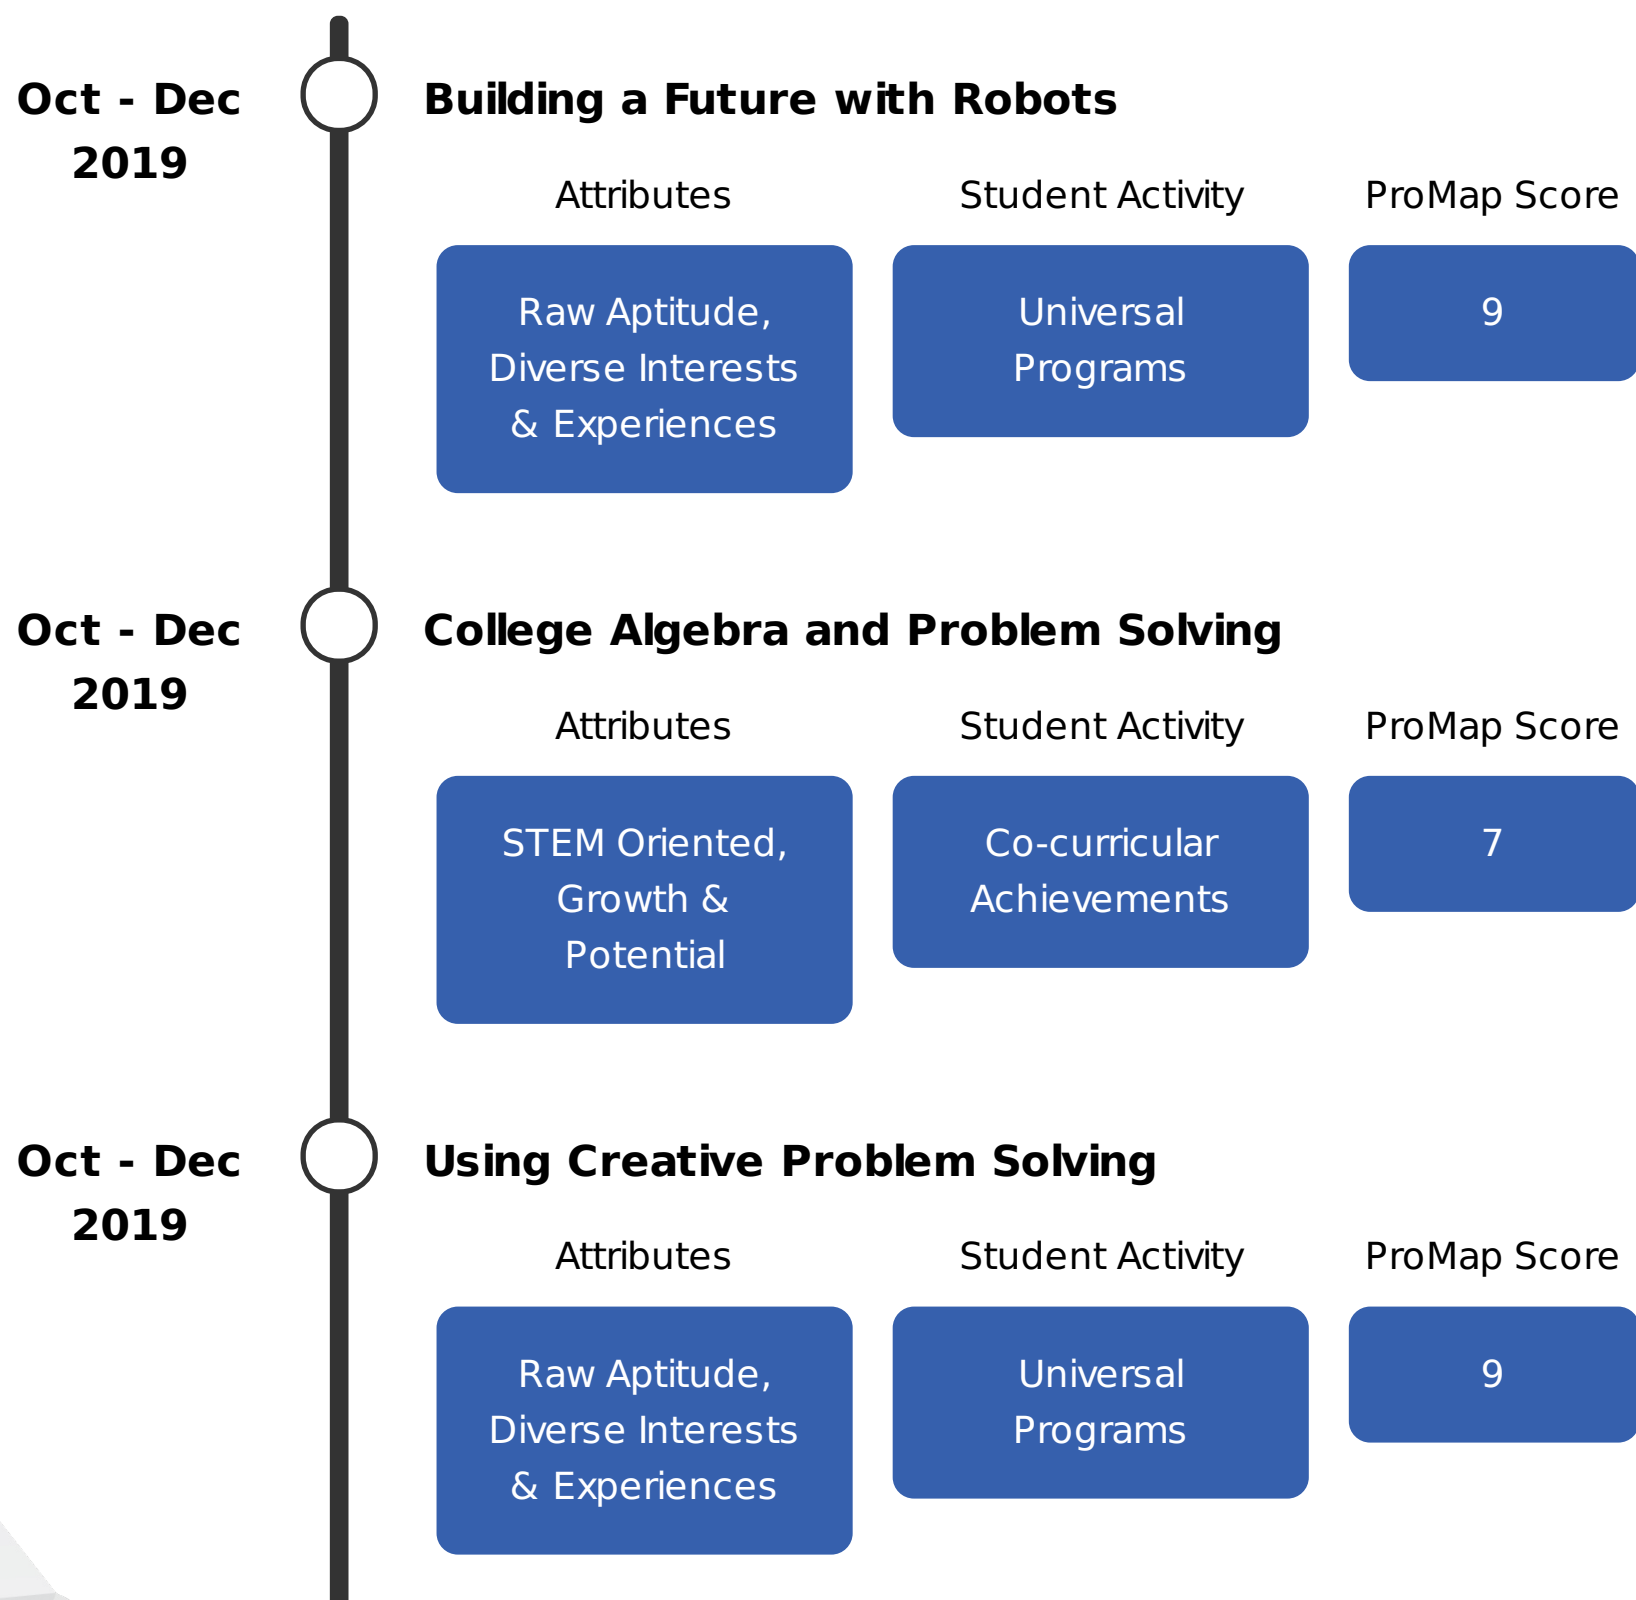 Oct - Dec
2019
Building a Future with Robots
Attributes
Student Activity
ProMap Score
Raw Aptitude,
Diverse Interests
& Experiences
Universal
Programs
9
Oct - Dec
2019
College Algebra and Problem Solving
Attributes
Student Activity
ProMap Score
STEM Oriented,
Growth &
Potential
Co-curricular
Achievements
7
Oct - Dec
2019
Using Creative Problem Solving
Attributes
Student Activity
ProMap Score
Raw Aptitude,
Diverse Interests
& Experiences
Universal
Programs
9